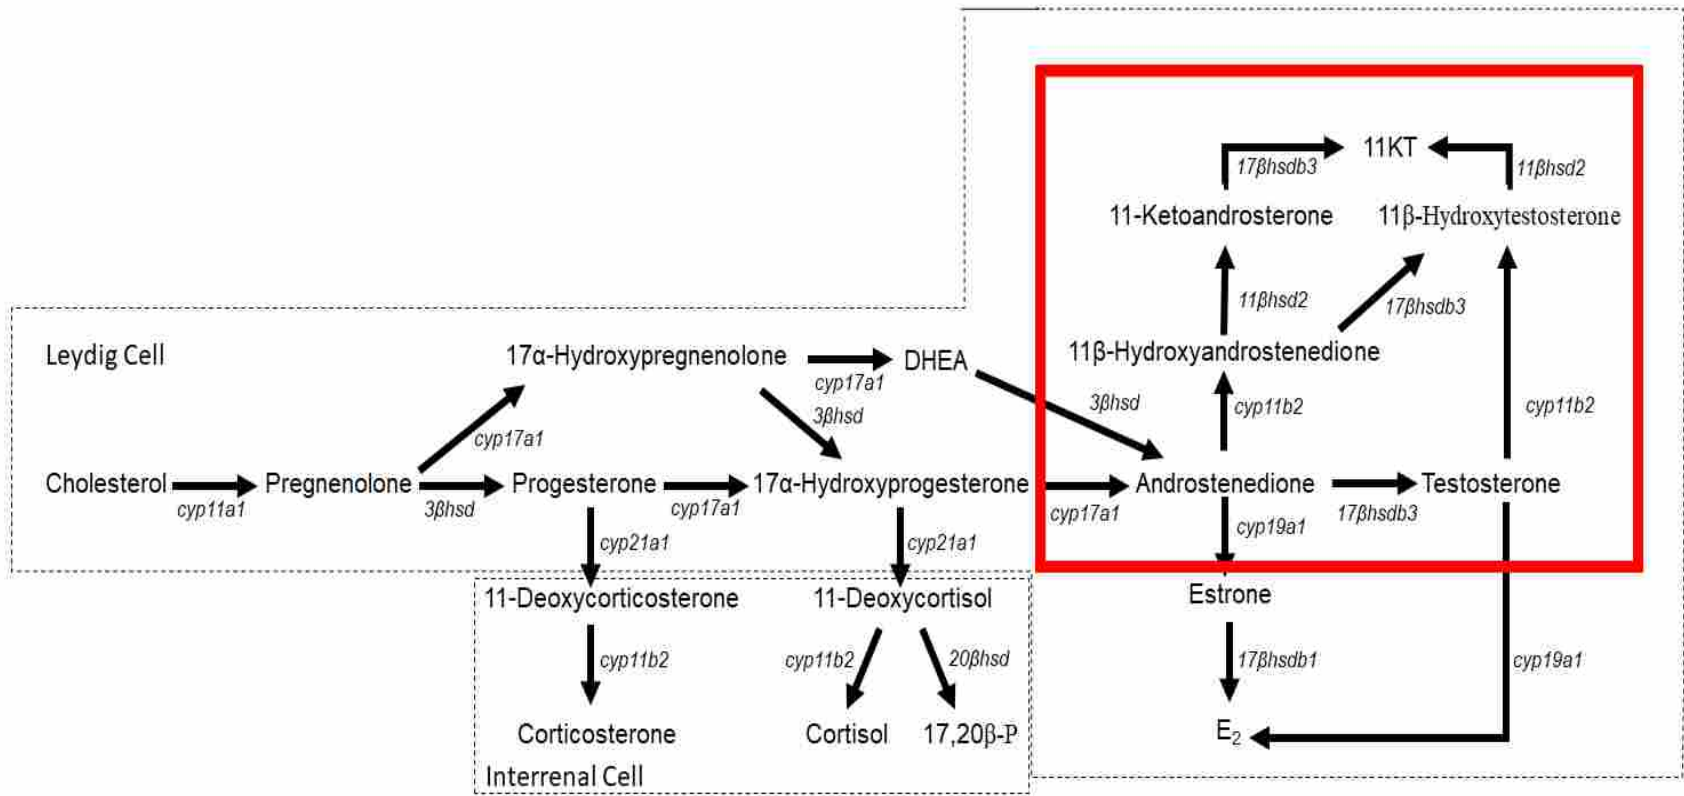 11KT
17βhsdb3
11βhsd2
11-Ketoandrosterone
11β-Hydroxytestosterone
11βhsd2
17βhsdb3
Leydig Cell
17α-Hydroxypregnenolone
DHEA
11β-Hydroxyandrostenedione
cyp17a1
3βhsd
cyp11b2
cyp11b2
3βhsd
cyp17a1
Cholesterol
Pregnenolone
Progesterone
17α-Hydroxyprogesterone
Androstenedione
Testosterone
cyp11a1
3βhsd
cyp17a1
cyp17a1
cyp19a1
17βhsdb3
cyp21a1
cyp21a1
11-Deoxycorticosterone
11-Deoxycortisol
Estrone
cyp11b2
cyp11b2
20βhsd
17βhsdb1
cyp19a1
Corticosterone
Cortisol
17,20β-P
E₂
Interrenal Cell